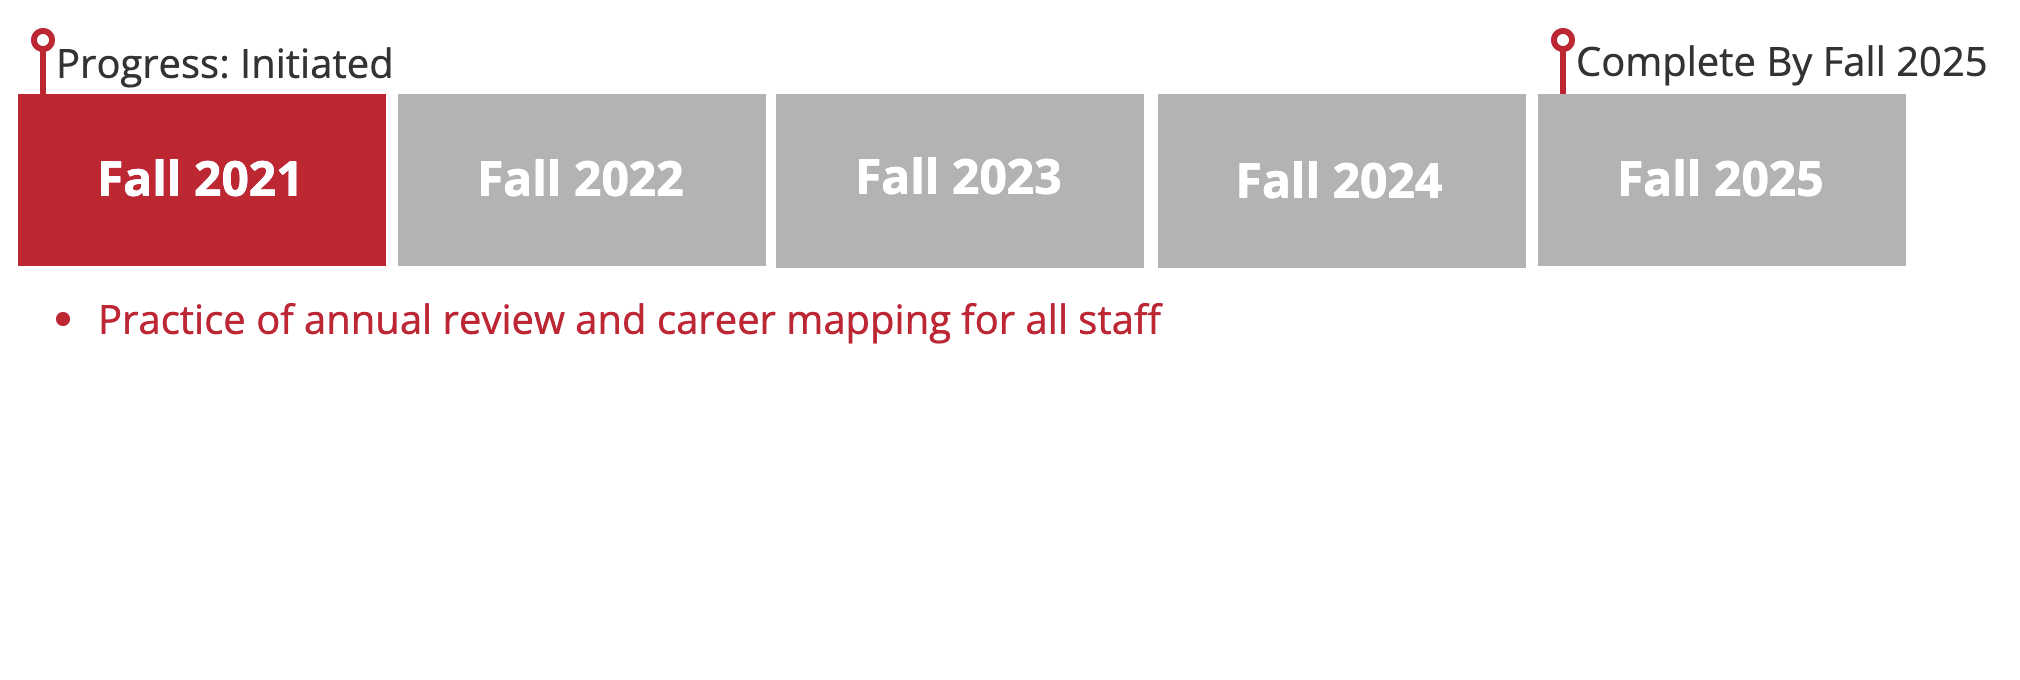 Progress: Initiated
Complete By Fall 2025
Fall 2021
Fall 2022
Fall 2023
Fall 2024
Fall 2025
• Practice of annual review and career mapping for all staff